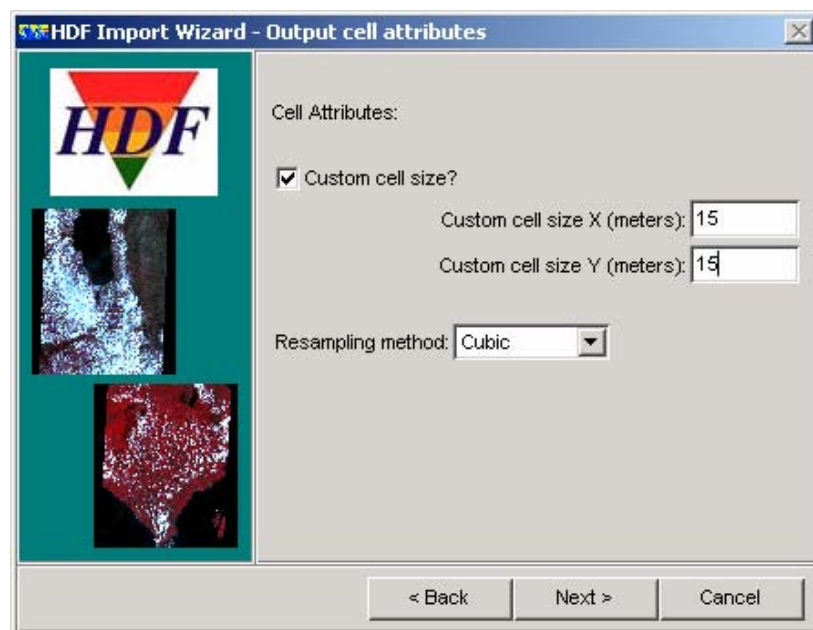 HDF Import Wizard - Output cell attributes
HDF
Cell Attributes:
Custom cell size?
Custom cell size X (meters): 15
Custom cell size Y (meters): 15
Resampling method: Cubic
< Back Next > Cancel